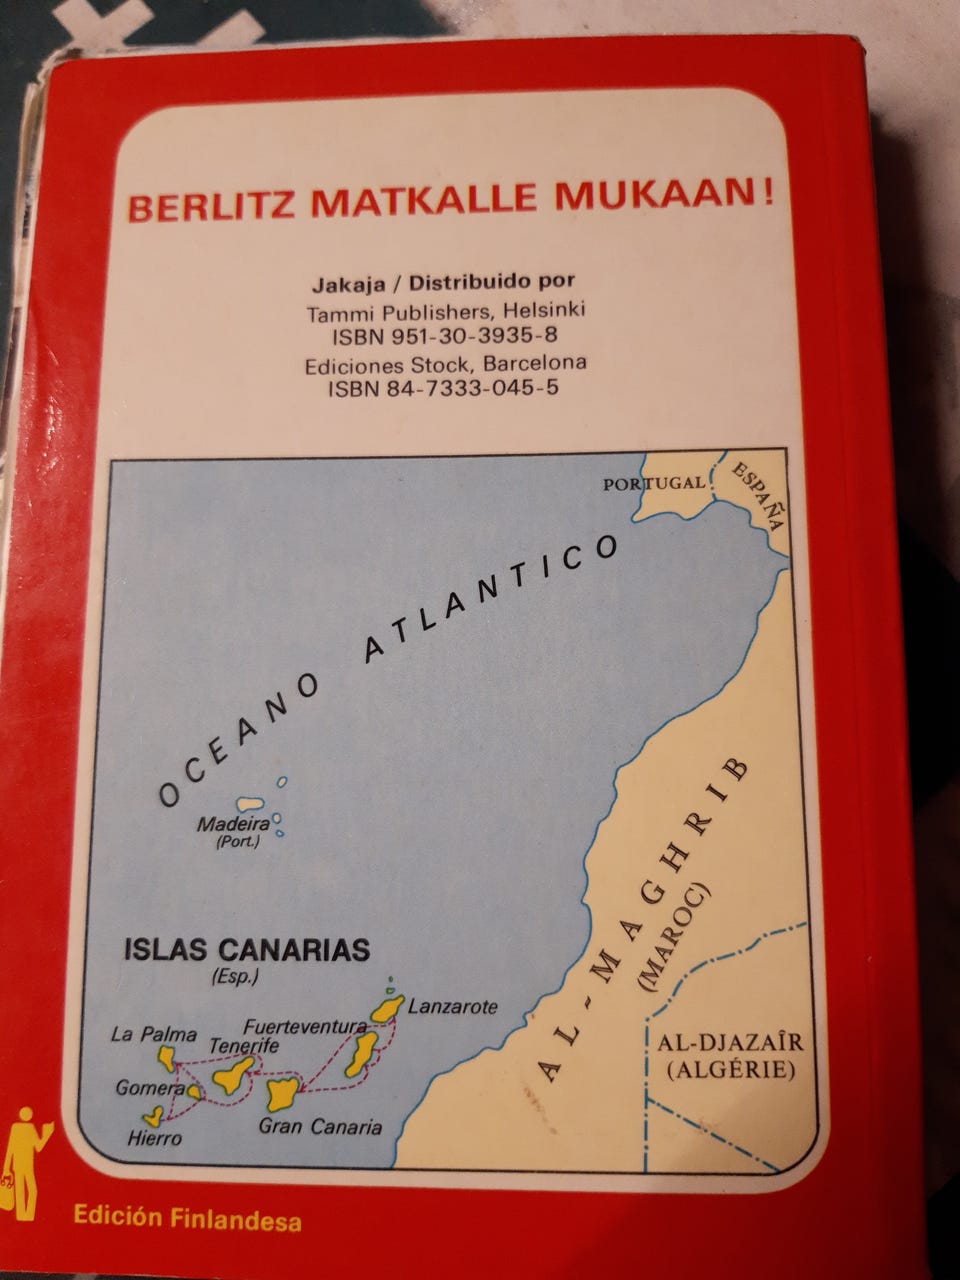 BERLITZ MATKALLE MUKAAN!
Jakaja / Distribuido por
Tammi Publishers, Helsinki
ISBN 951-30-3935-8
Ediciones Stock, Barcelona
ISBN 84-7333-045-5
PORTUGAL
ESPAÑA
OCEANO ATLANTICO
Madeira
(Port.)
AL-MAGHRIB
(MAROC)
ISLAS CANARIAS
(Esp.)
Lanzarote
Fuerteventura
La Palma
Tenerife
AL-DJAZAÎR
(ALGÉRIE)
Gomera
Gran Canaria
Hierro
Edición Finlandesa